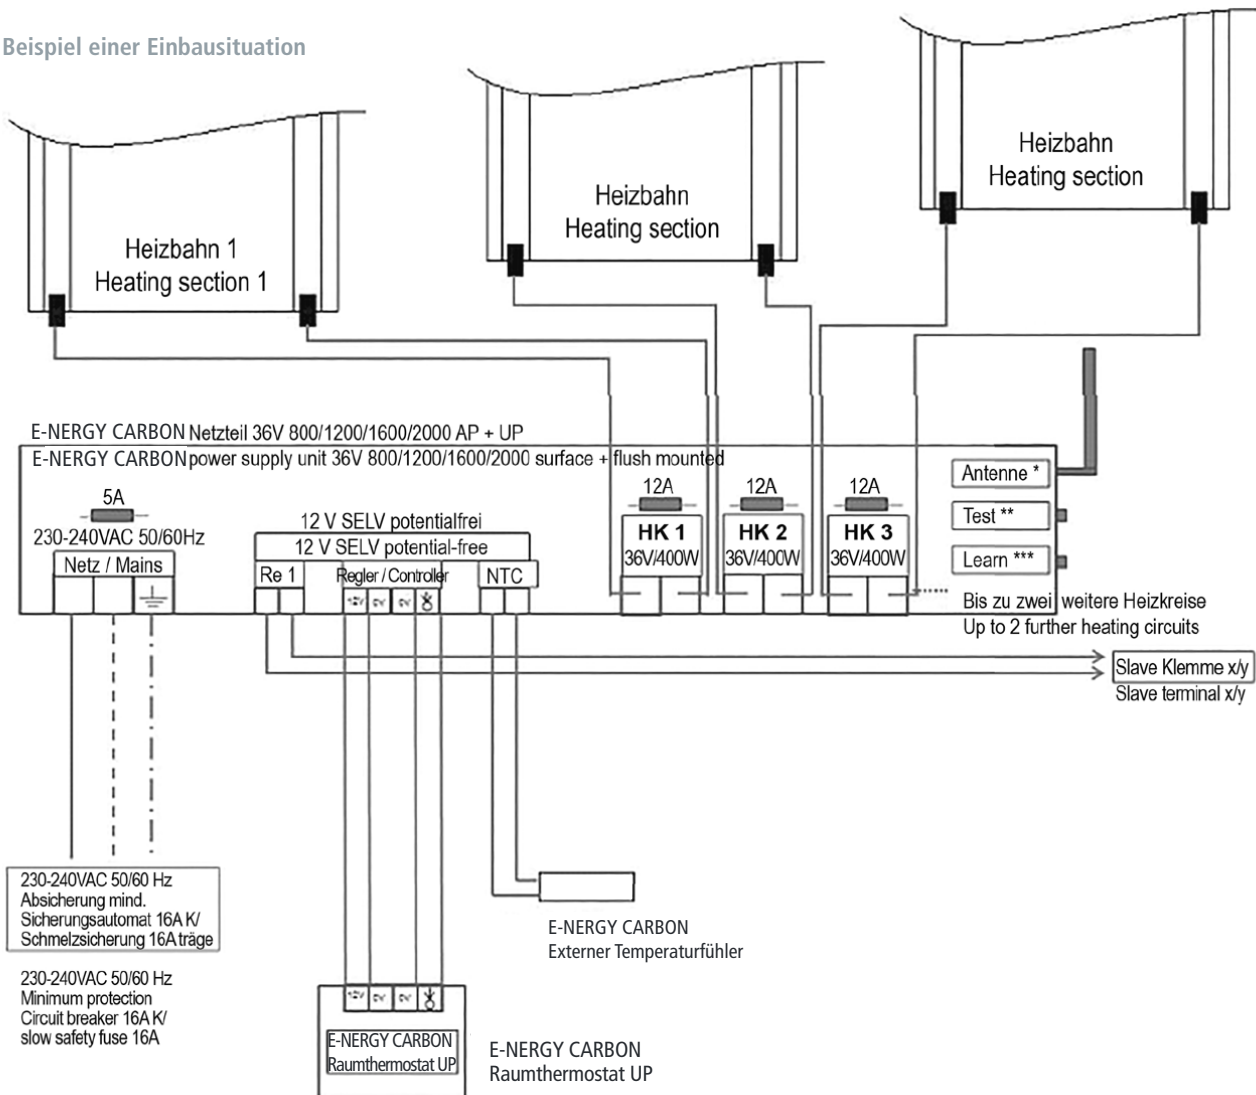 Beispiel einer Einbausituation
Heizbahn 1
Heating section 1
Heizbahn
Heating section
Heizbahn
Heating section
E-NERGY CARBON Netzteil 36V 800/1200/1600/2000 AP + UP
E-NERGY CARBON power supply unit 36V 800/1200/1600/2000 surface + flush mounted
5A
230-240VAC 50/60Hz
Netz / Mains
12 V SELV potentialfrei
12 V SELV potential-free
Re 1
Regler / Controller
NTC
12V
12A
HK 1
36V/400W
12A
HK 2
36V/400W
12A
HK 3
36V/400W
Antenne *
Test **
Learn ***
Bis zu zwei weitere Heizkreise
Up to 2 further heating circuits
Slave Klemme x/y
Slave terminal x/y
230-240VAC 50/60 Hz
Absicherung mind.
Sicherungsautomat 16A K/
Schmelzsicherung 16A träge
230-240VAC 50/60 Hz
Minimum protection
Circuit breaker 16A K/
slow safety fuse 16A
E-NERGY CARBON
Externer Temperaturfühler
12V
E-NERGY CARBON
Raumthermostat UP
E-NERGY CARBON
Raumthermostat UP